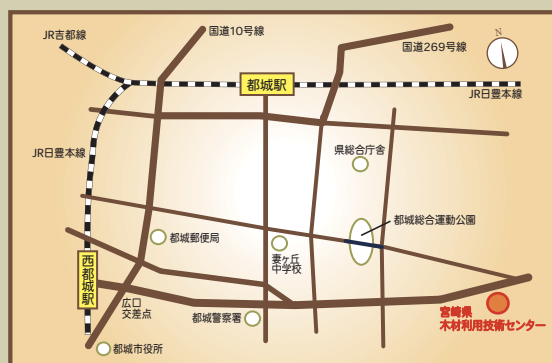 JR吉都線
国道10号線
国道269号線
N
都城駅
JR日豊本線
JR日豊本線
県総合庁舎
都城総合運動公園
都城郵便局
妻ヶ丘
中学校
西都城駅
広口
交差点
都城警察署
宮崎県
木材利用技術センター
都城市役所